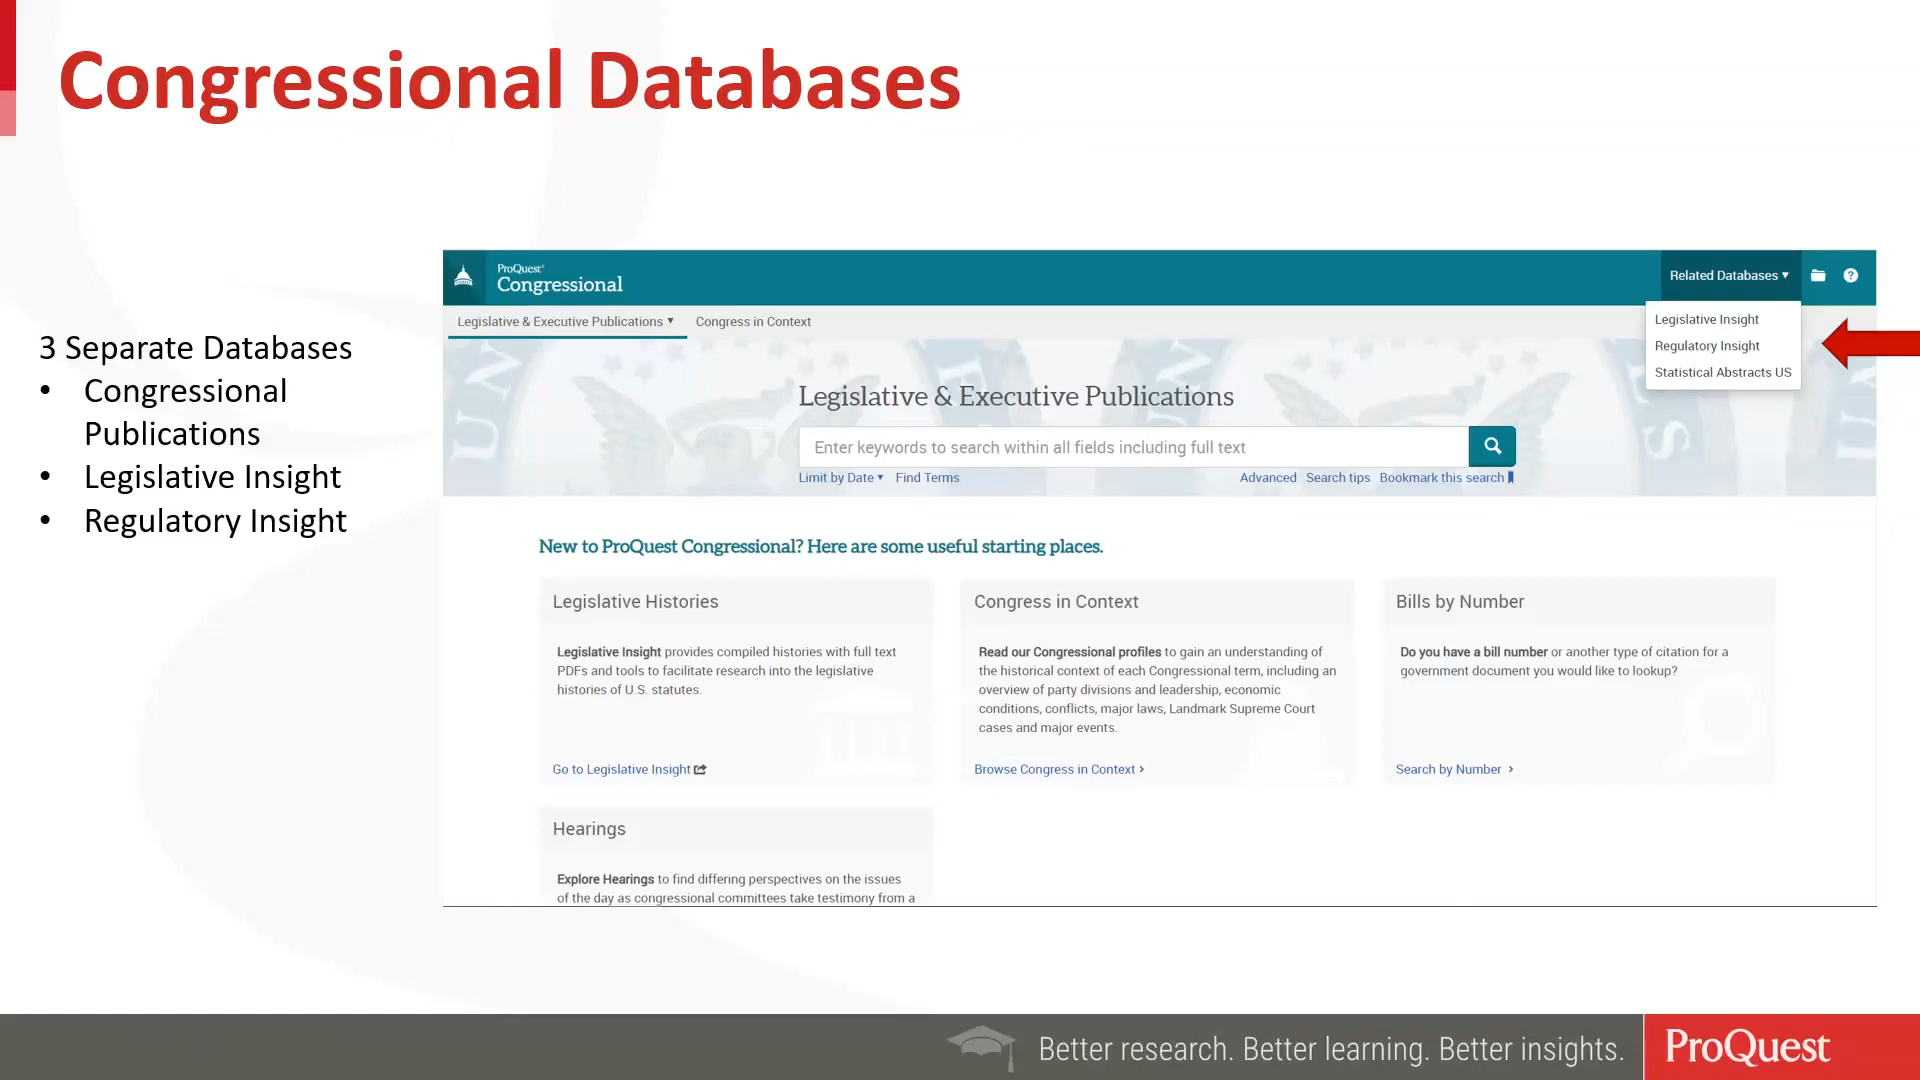 Congressional Databases
3 Separate Databases
• Congressional
Publications
• Legislative Insight
• Regulatory Insight
ProQuest®
Congressional
Related Databases ▾
?
Legislative & Executive Publications ▾ Congress in Context
Legislative Insight
Regulatory Insight
Statistical Abstracts US
Legislative & Executive Publications
Enter keywords to search within all fields including full text
Limit by Date ▾ Find Terms Advanced Search tips Bookmark this search
New to ProQuest Congressional? Here are some useful starting places.
Legislative Histories
Legislative Insight provides compiled histories with full text
PDFs and tools to facilitate research into the legislative
histories of U.S. statutes.
Go to Legislative Insight
Congress in Context
Read our Congressional profiles to gain an understanding of
the historical context of each Congressional term, including an
overview of party divisions and leadership, economic
conditions, conflicts, major laws, Landmark Supreme Court
cases and major events.
Browse Congress in Context ›
Bills by Number
Do you have a bill number or another type of citation for a
government document you would like to lookup?
Search by Number ›
Hearings
Explore Hearings to find differing perspectives on the issues
of the day as congressional committees take testimony from a
Better research. Better learning. Better insights.
ProQuest